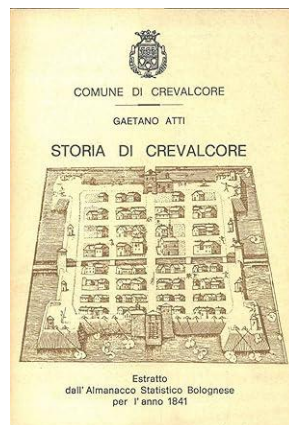 COMUNE DI CREVALCORE
GAETANO ATTI
STORIA DI CREVALCORE
Estratto
dall'Almanacco Statistico Bolognese
per l'anno 1841